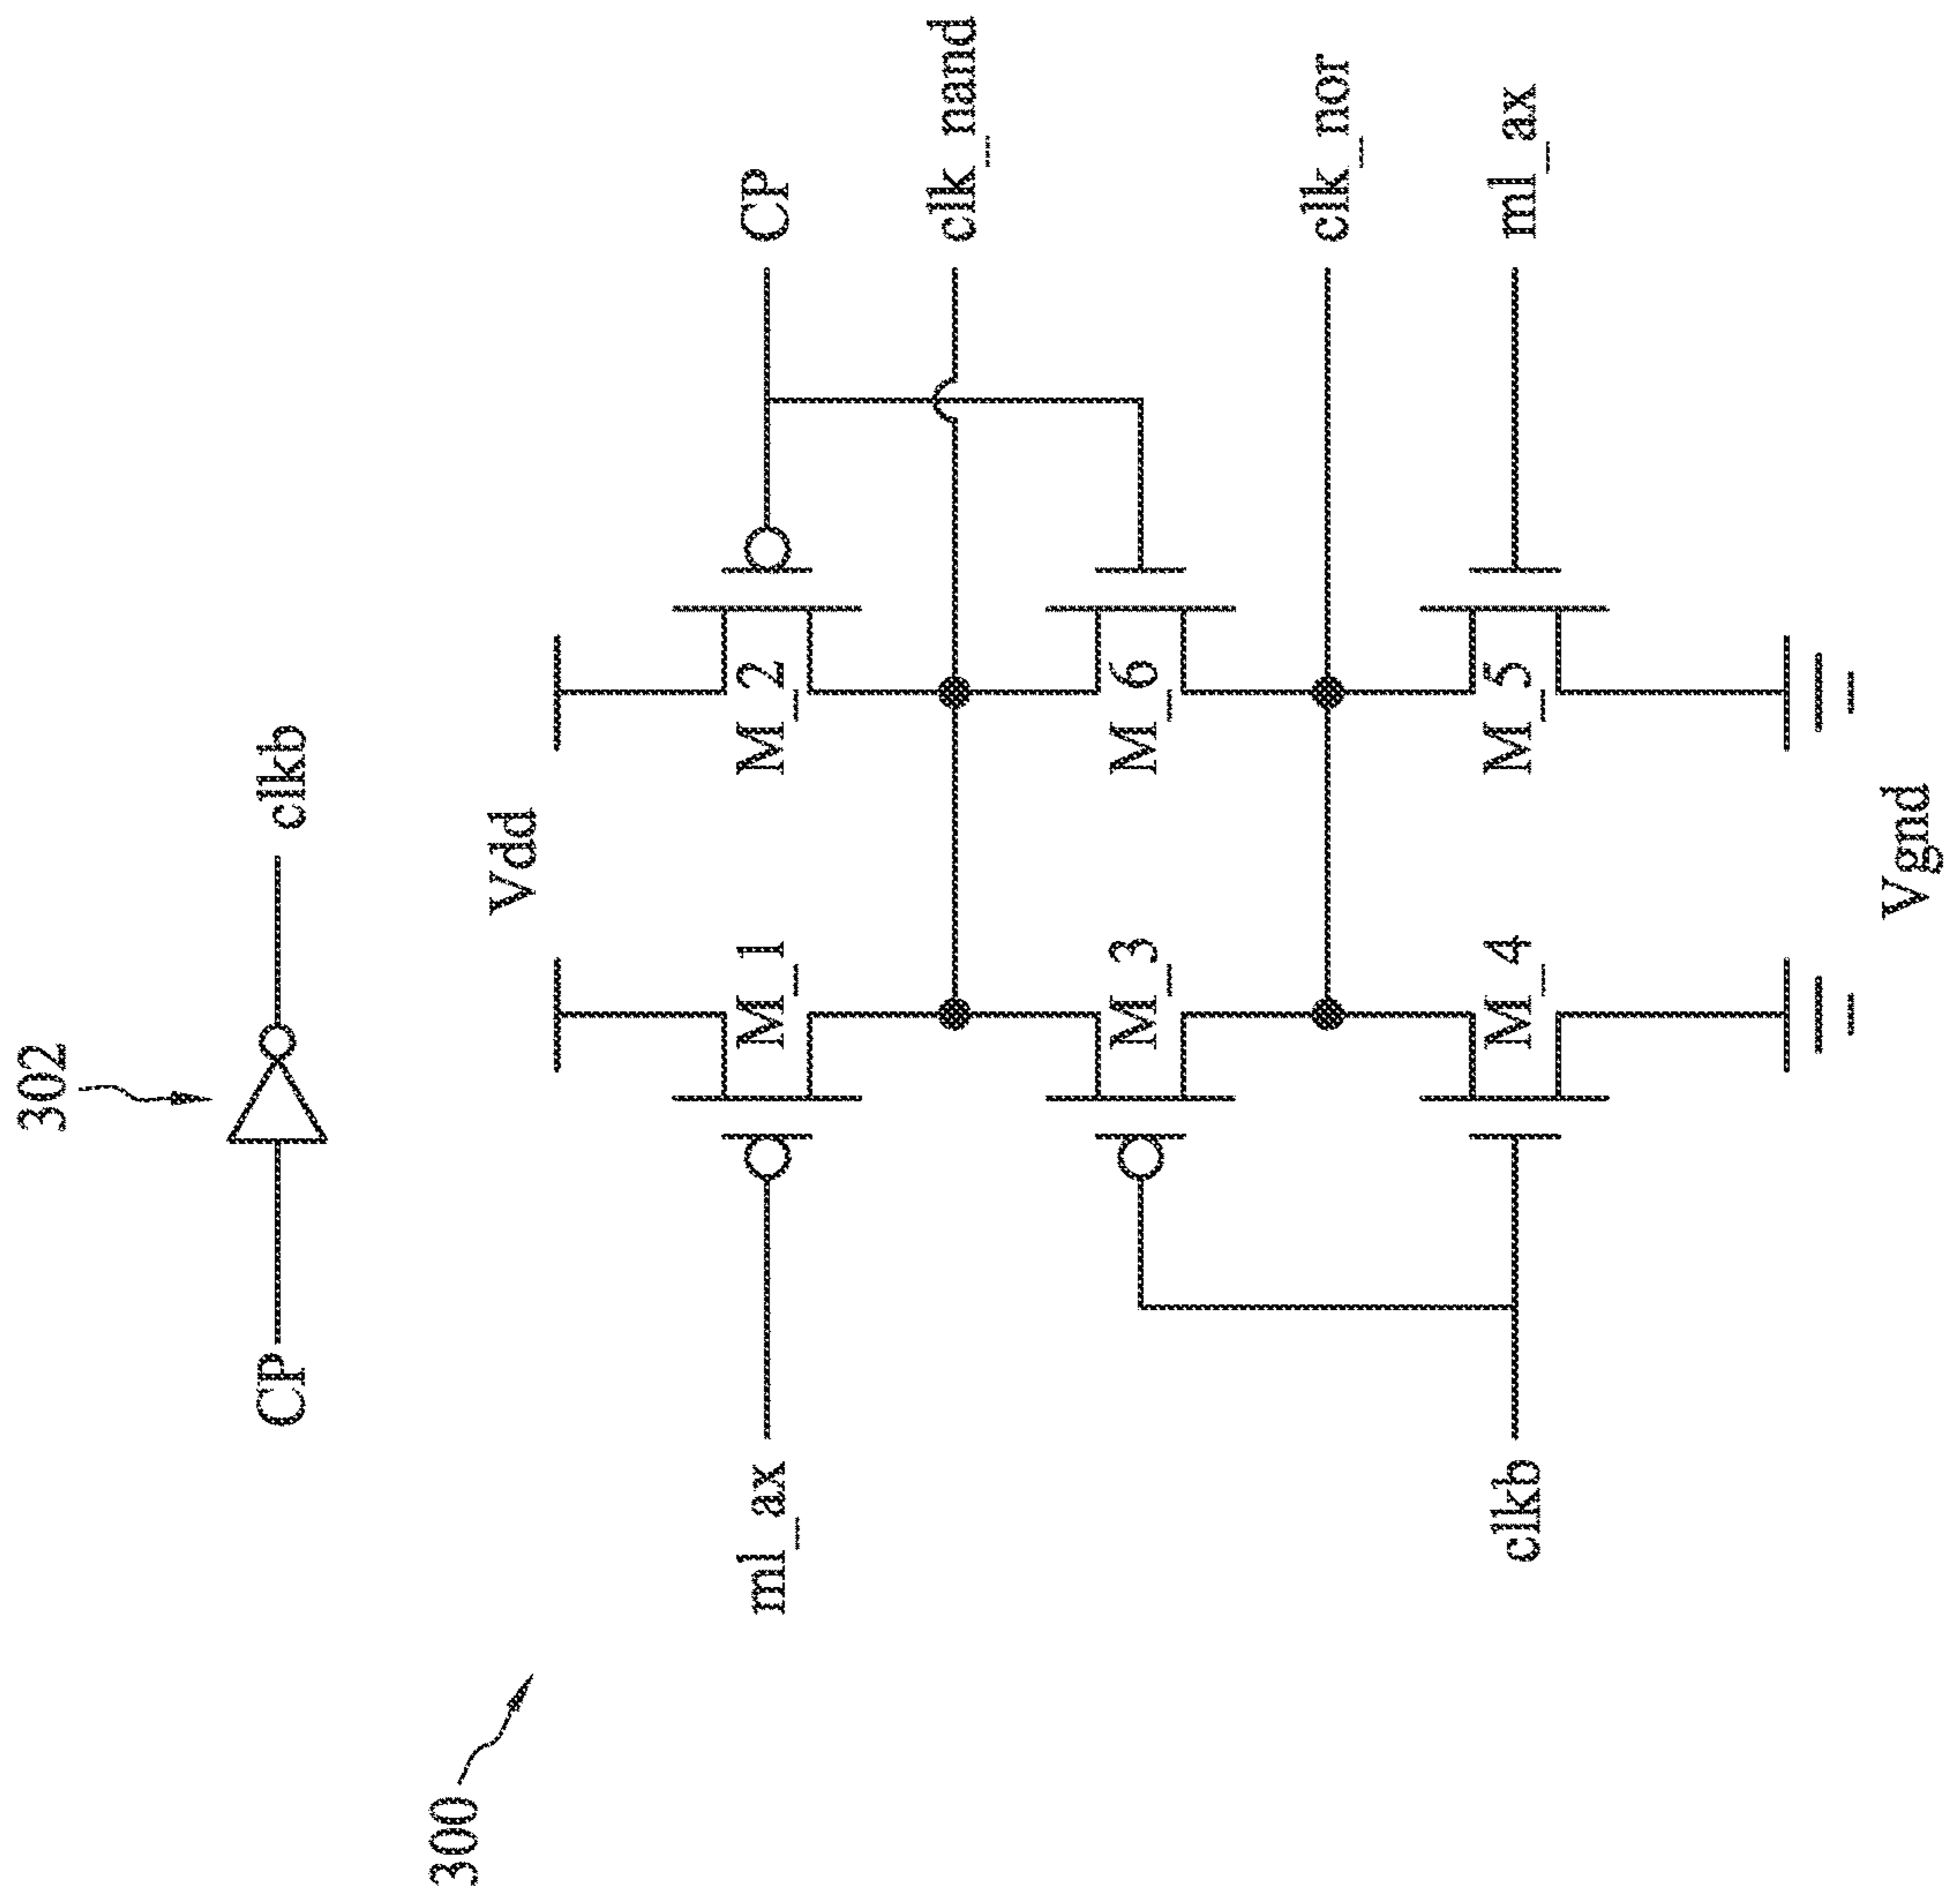 302
CP
clkb
300
Vdd
ml_ax
M_1
M_2
CP
clk_nand
M_3
M_6
clk_nor
clkb
M_4
M_5
ml_ax
Vgnd